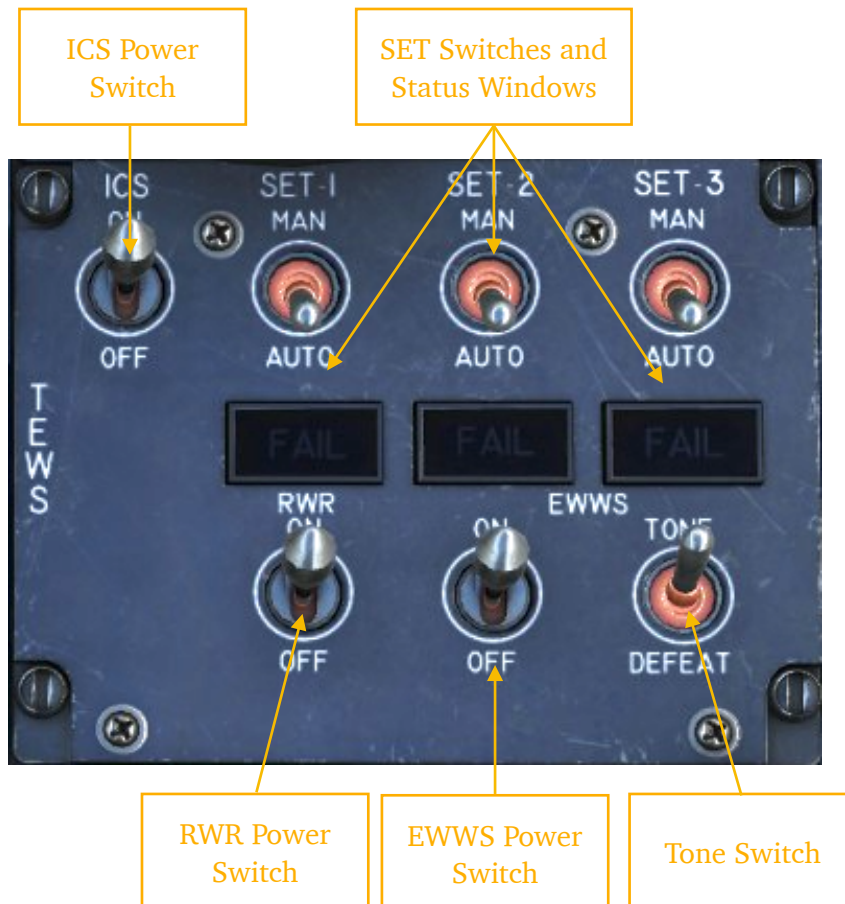 ICS Power
Switch
SET Switches and
Status Windows
ICS
ON
SET-1
SET-2
SET-3
MAN
MAN
MAN
OFF
AUTO
AUTO
AUTO
TEWS
FAIL
FAIL
FAIL
RWR
EWWS
ON
ON
TONE
OFF
OFF
DEFEAT
RWR Power
Switch
EWWS Power
Switch
Tone Switch